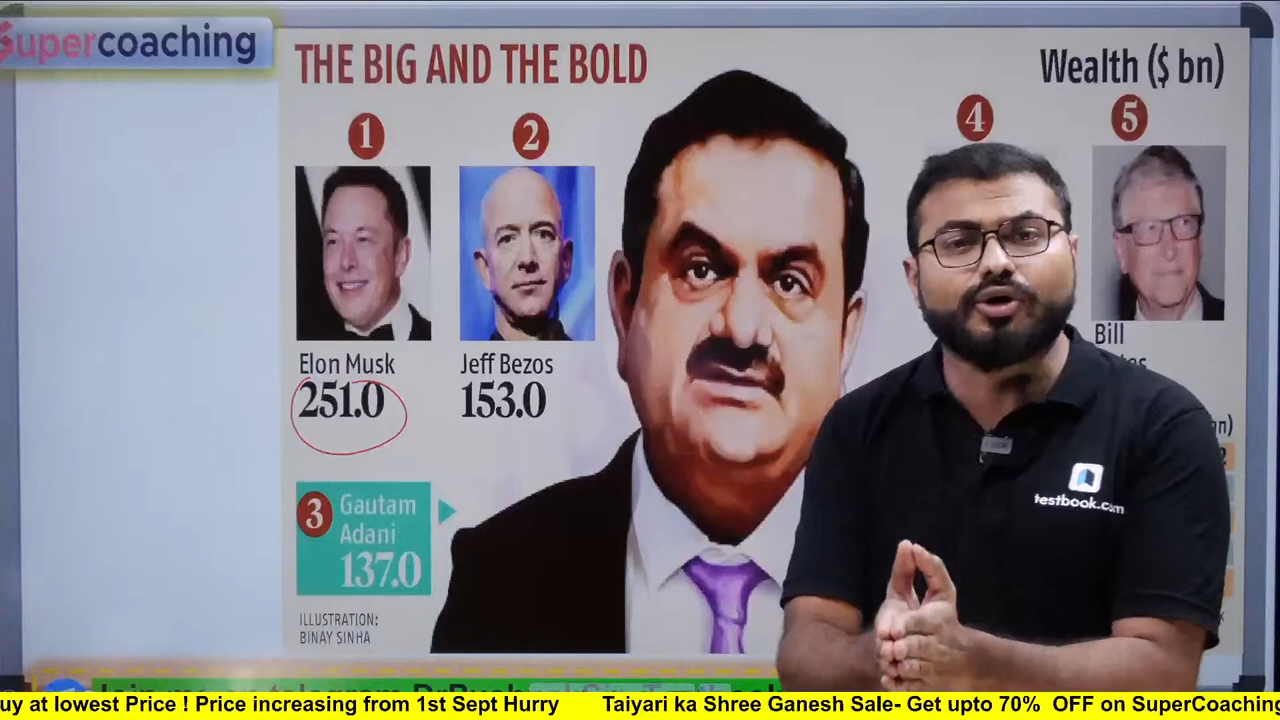 Supercoaching
THE BIG AND THE BOLD
Wealth ($ bn)
1
2
4
5
Elon Musk
251.0
Jeff Bezos
153.0
Bill
3
Gautam
Adani
137.0
ILLUSTRATION:
BINAY SINHA
testbook.com
at lowest Price ! Price increasing from 1st Sept Hurry Taiyari ka Shree Ganesh Sale- Get upto 70% OFF on SuperCoaching